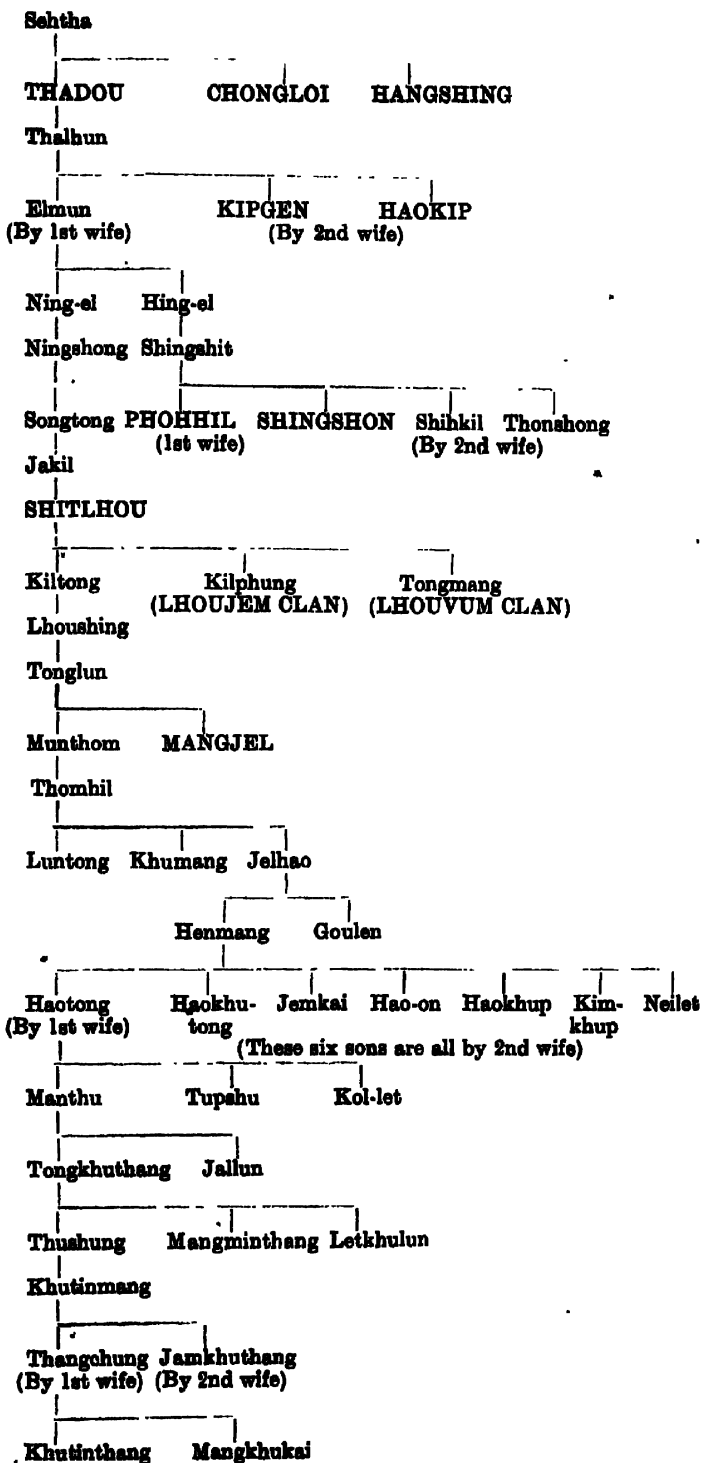 Sehtha
THADOU CHONGLOI HANGSHING
Thalhun
Elmun KIPGEN HAOKIP
(By 1st wife) (By 2nd wife)
Ning-el Hing-el
Ningshong Shingshit
Songtong PHOHHIL SHINGSHON Shihkil Thonshong
(1st wife) (By 2nd wife)
Jakil
SHITLHOU
Kiltong Kilphung Tongmang
(LHOUJEM CLAN) (LHOUVUM CLAN)
Lhoushing
Tonglun
Munthom MANGJEL
Thomhil
Luntong Khumang Jelhao
Henmang Goulen
Haotong Haokhu- Jemkai Hao-on Haokhup Kim- Neilet
(By 1st wife) tong khup
(These six sons are all by 2nd wife)
Manthu Tupshu Kol-let
Tongkhuthang Jallun
Thushung Mangminthang Letkhulun
Khutinmang
Thangchung Jamkhuthang
(By 1st wife) (By 2nd wife)
Khutinthang Mangkhukai